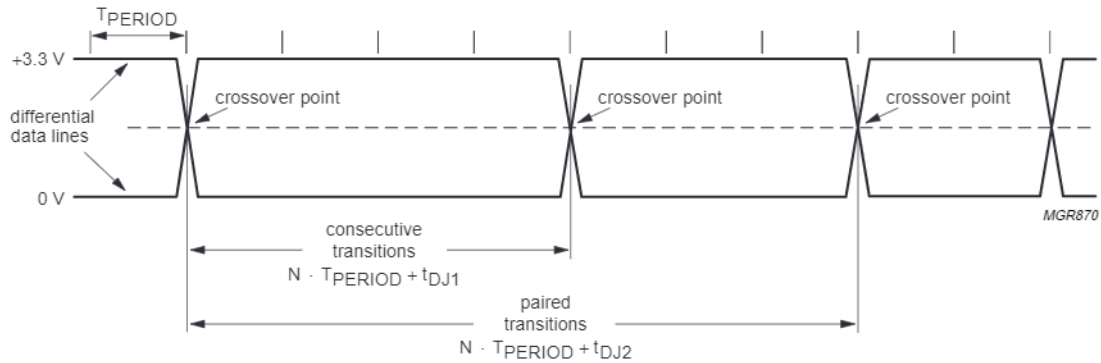 TPERIOD
+3.3 V
crossover point
crossover point
crossover point
differential
data lines
0 V
MGR870
consecutive
transitions
N · TPERIOD + tDJ1
paired
transitions
N · TPERIOD + tDJ2